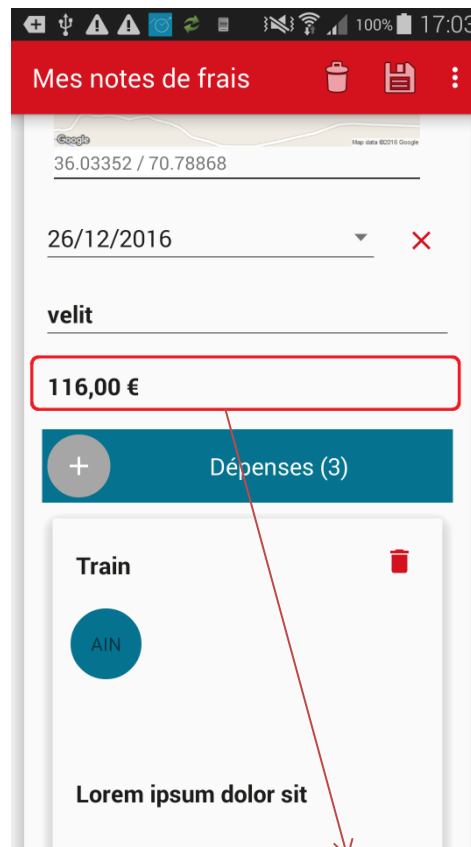 100% 17:03
Mes notes de frais
Google
Map data ©2016 Google
36.03352 / 70.78868
26/12/2016
velit
116,00 €
+ Dépenses (3)
Train
AIN
Lorem ipsum dolor sit